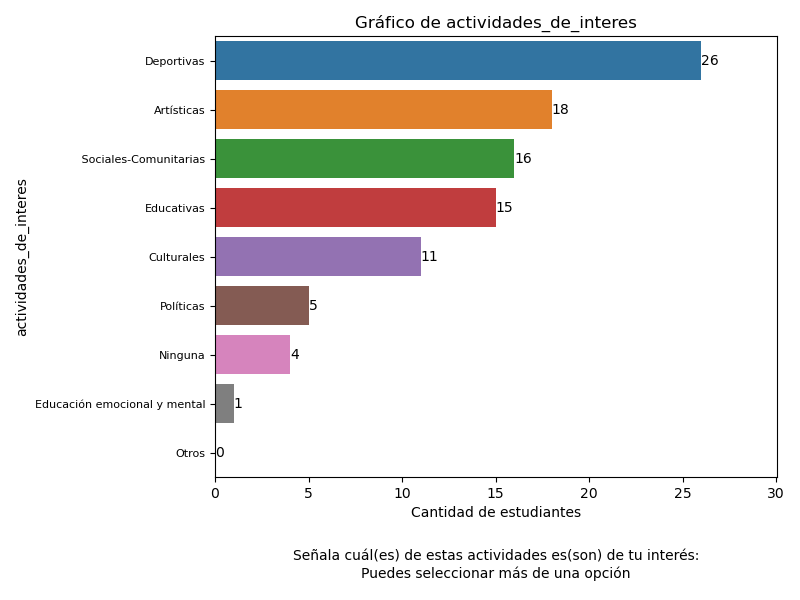 Gráfico de actividades_de_interes
actividades_de_interes
Deportivas
26
Artísticas
18
Sociales-Comunitarias
16
Educativas
15
Culturales
11
Políticas
5
Ninguna
4
Educación emocional y mental
1
Otros
0
0 5 10 15 20 25 30
Cantidad de estudiantes
Señala cuál(es) de estas actividades es(son) de tu interés:
Puedes seleccionar más de una opción